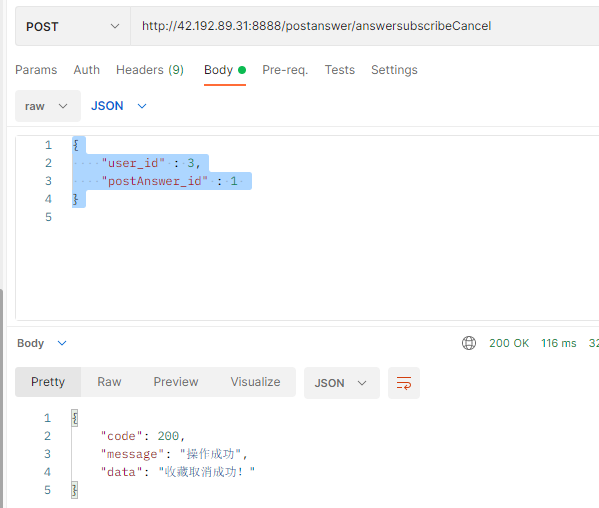 POST http://42.192.89.31:8888/postanswer/answersubscribeCancel
Params Auth Headers (9) Body Pre-req. Tests Settings
raw JSON
1 {
2 "user_id" : 3,
3 "postAnswer_id" : 1
4 }
5
Body 200 OK 116 ms 32
Pretty Raw Preview Visualize JSON
1 {
2 "code": 200,
3 "message": "操作成功",
4 "data": "收藏取消成功！"
5 }